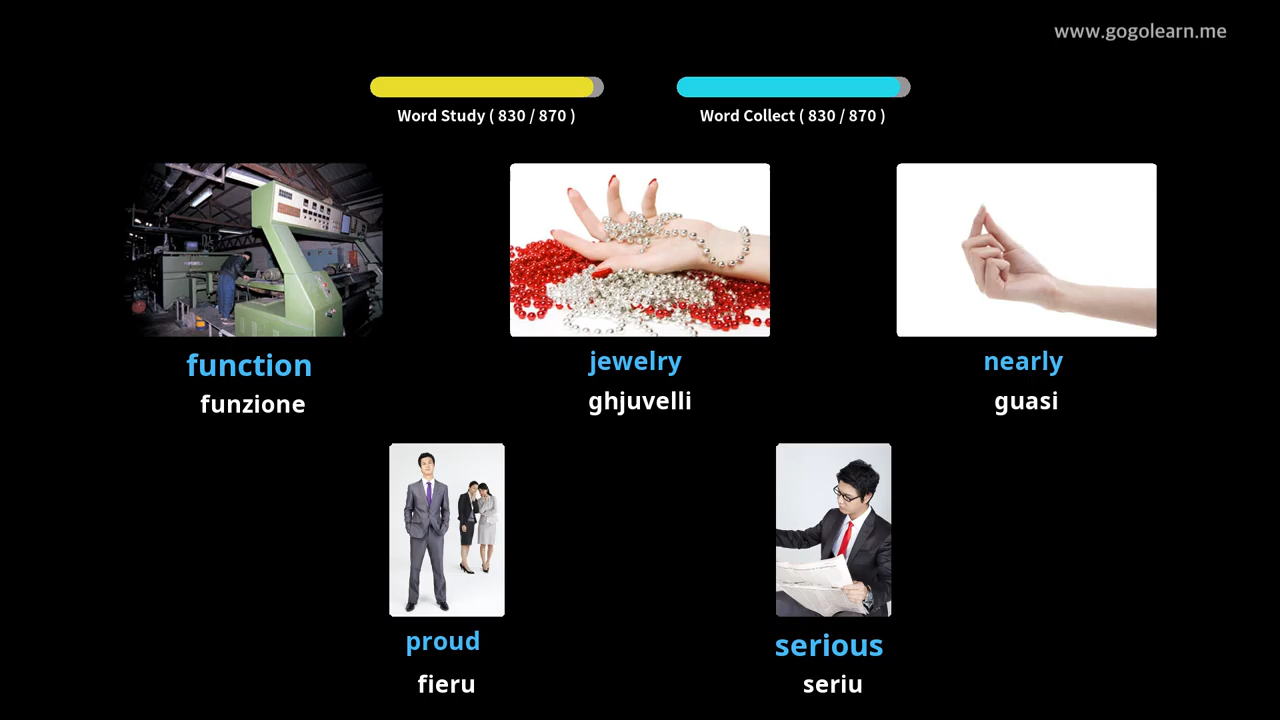 www.gogolearn.me
Word Study ( 830 / 870 )
Word Collect ( 830 / 870 )
function
funzione
jewelry
ghjuvelli
nearly
guasi
proud
fieru
serious
seriu